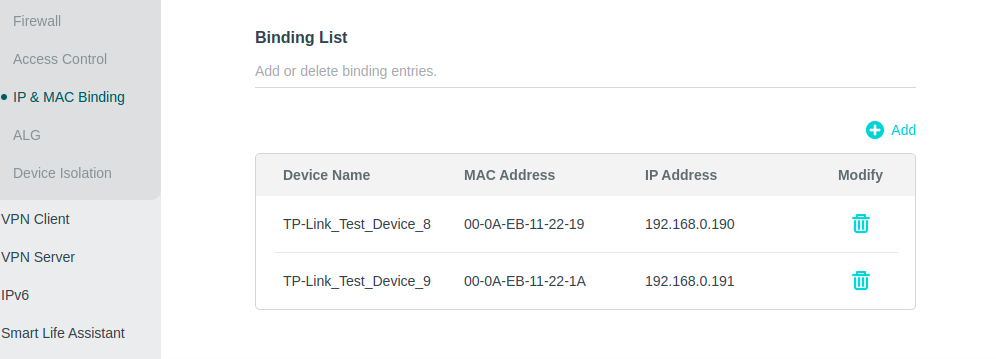 Firewall
Access Control
IP & MAC Binding
ALG
Device Isolation
VPN Client
VPN Server
IPv6
Smart Life Assistant
Binding List
Add or delete binding entries.
Add
Device Name MAC Address IP Address Modify
TP-Link_Test_Device_8 00-0A-EB-11-22-19 192.168.0.190
TP-Link_Test_Device_9 00-0A-EB-11-22-1A 192.168.0.191